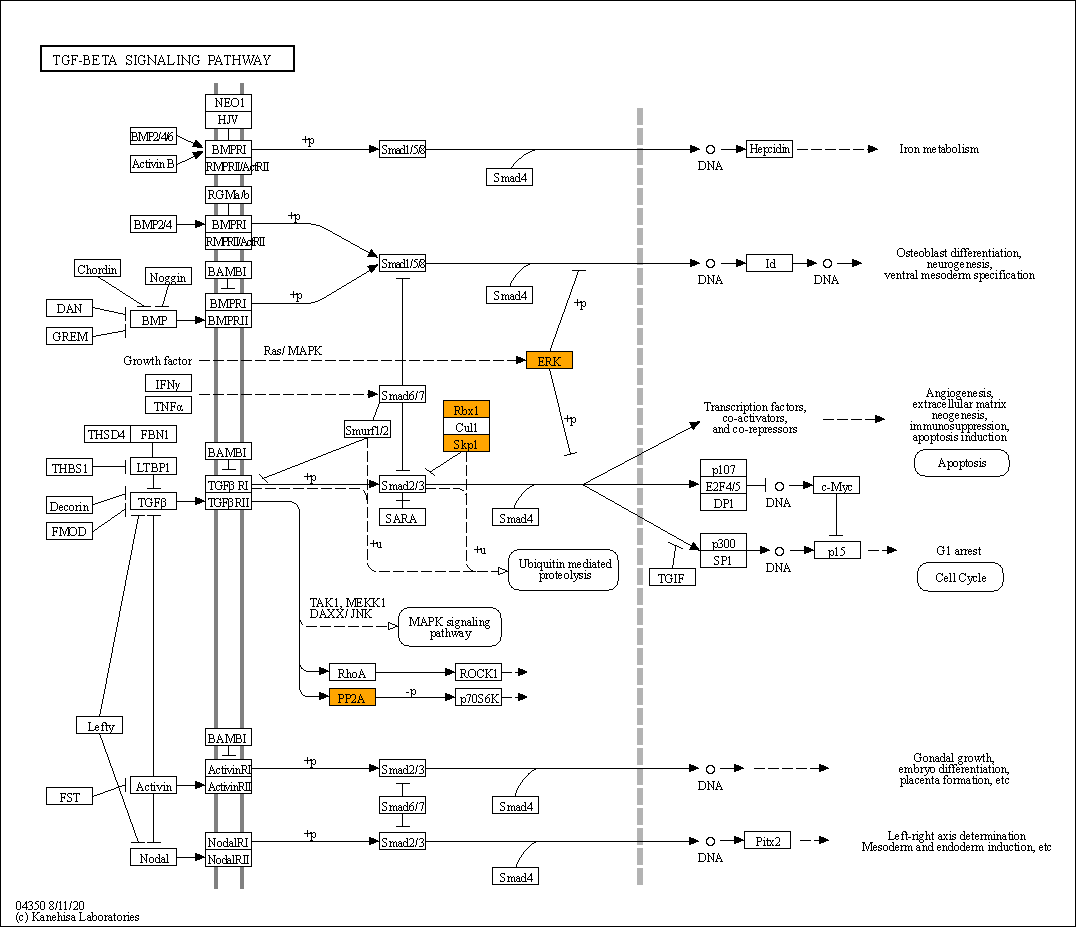 TGF-BETA SIGNALING PATHWAY
NEO1
HJV
BMP2/4/6
Activin B
BMPRI
BMPRII/ActRII
+p
Smad1/5/8
Smad4
DNA
Hepcidin
Iron metabolism
RGMa/b
BMP2/4
BMPRI
BMPRII/ActRII
+p
Smad1/5/8
Smad4
DNA
Id
DNA
Osteoblast differentiation,
neurogenesis,
ventral mesoderm specification
Chordin
Noggin
BAMBI
DAN
GREM
BMP
BMPRI
BMPRII
+p
+p
Growth factor
Ras/ MAPK
ERK
IFNγ
TNFα
Smad6/7
Rbx1
Cul1
Skp1
+p
Smurf1/2
THSD4
FBN1
THBS1
LTBP1
BAMBI
Decorin
FMOD
TGFβ
TGFβ RI
TGFβ RII
+p
Smad2/3
SARA
Smad4
Transcription factors,
co-activators,
and co-repressors
Angiogenesis,
extracellular matrix
neogenesis,
immunosuppression,
apoptosis induction
Apoptosis
p107
E2F4/5
DP1
DNA
c-Myc
p300
SP1
DNA
p15
G1 arrest
Cell Cycle
TGIF
+u
+u
Ubiquitin mediated
proteolysis
TAK1, MEKK1
DAXX/ JNK
MAPK signaling
pathway
RhoA
ROCK1
PP2A
-p
p70S6K
Lefty
BAMBI
FST
Activin
ActivinRI
ActivinRII
+p
Smad2/3
Smad4
DNA
Gonadal growth,
embryo differentiation,
placenta formation, etc
Smad6/7
Nodal
NodalRI
NodalRII
+p
Smad2/3
Smad4
DNA
Pitx2
Left-right axis determination
Mesoderm and endoderm induction, etc
04350 8/11/20
(c) Kanehisa Laboratories